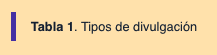 Tabla 1. Tipos de divulgación